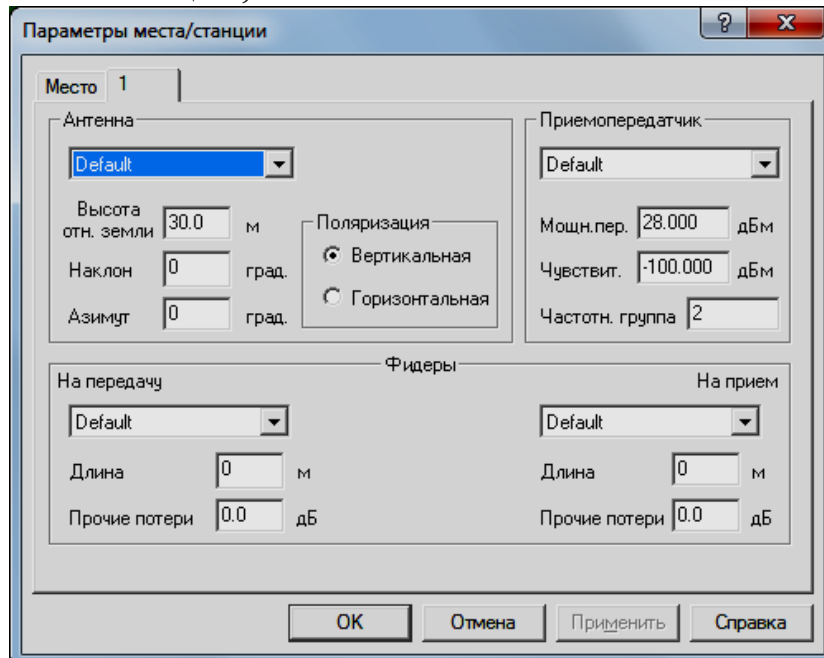 Параметры места/станции
Место 1
Антенна
Default
Высота
отн. земли 30.0 м
Наклон 0 град.
Азимут 0 град.
Поляризация
Вертикальная
Горизонтальная
Приемопередатчик
Default
Мощн.пер. 28.000 дБм
Чувствит. -100.000 дБм
Частотн. группа 2
Фидеры
На передачу
Default
Длина 0 м
Прочие потери 0.0 дБ
На прием
Default
Длина 0 м
Прочие потери 0.0 дБ
OK Отмена Применить Справка